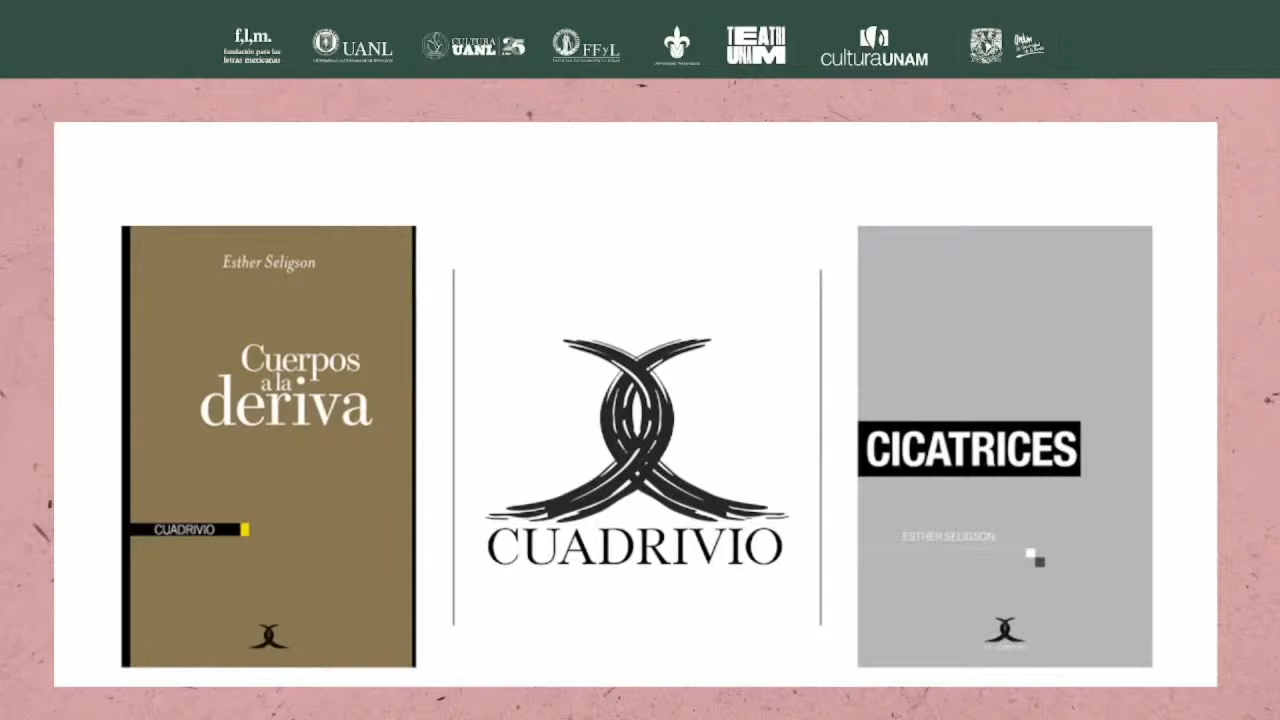 f,l,m.
fundación para las
letras mexicanas
UANL
CULTURA
UANL 25
FFyL
TEATRO
UNAM
culturaUNAM
Esther Seligson
Cuerpos
a la
deriva
CUADRIVIO
CUADRIVIO
CICATRICES
ESTHER SELIGSON